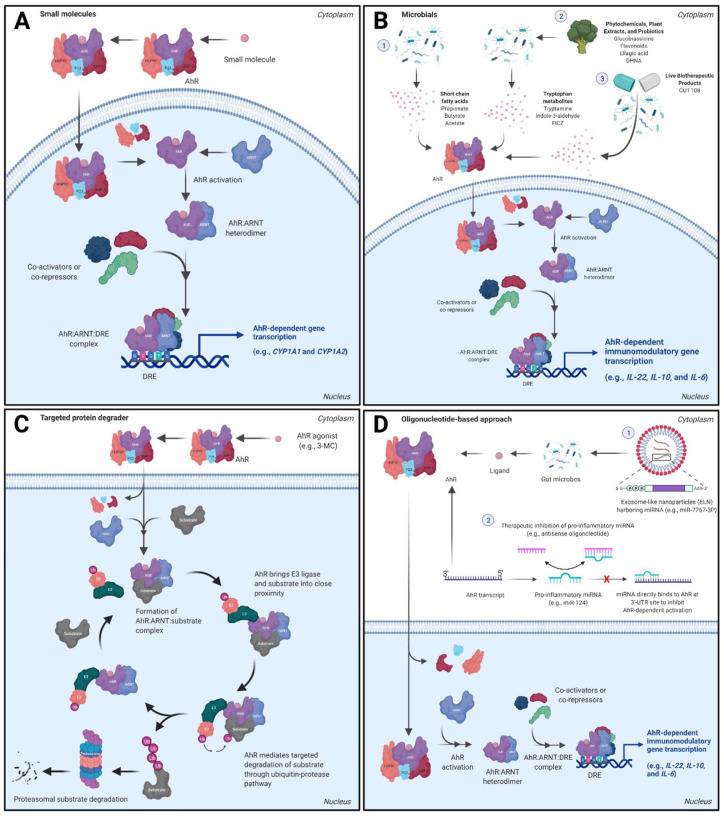 A
Small molecules
Cytoplasm
AhR
Small molecule
AhR activation
AhR:ARNT
heterodimer
Co-activators or
co-repressors
AhR:ARNT:DRE
complex
DRE
AhR-dependent gene
transcription
(e.g., CYP1A1 and CYP1A2)
Nucleus
B
Microbials
Cytoplasm
1
2
Phytochemicals, Plant
Extracts, and Probiotics
Glucobrassicins
Flavonoids
Ellagic acid
DHNA
3
Live Biotherapeutic
Products
GUT 108
Short chain
fatty acids
Propionate
Butyrate
Acetate
Tryptophan
metabolites
Tryptamine
Indole-3-aldehyde
FICZ
AhR
AhR activation
AhR:ARNT
heterodimer
Co-activators or
co repressors
AhR:ARNT:DRE
complex
DRE
AhR-dependent
immunomodulatory gene
transcription
(e.g., IL-22, IL-10, and IL-6)
Nucleus
C
Targeted protein degrader
Cytoplasm
AhR
AhR agonist
(e.g., 3-MC)
Substrate
Formation of
AhR:ARNT:substrate
complex
AhR brings E3 ligase
and substrate into close
proximity
Substrate
AhR mediates targeted
degradation of substrate
through ubiquitin-protease
pathway
Substrate
Proteasomal substrate degradation
Nucleus
D
Oligonucleotide-based approach
Cytoplasm
AhR
Ligand
Gut microbes
1
Exosome-like nanoparticles (ELN)
harboring miRNA (e.g., miR-7767-3P)
2
Therapeutic inhibition of pro-inflammatory miRNA
(e.g., antisense oligoncleotide)
AhR transcript
Pro-inflammatory miRNA
(e.g., miR-124)
X
miRNA directly binds to AhR at
3'-UTR site to inhibit
AhR-dependent activation
Co-activators or
co-repressors
AhR
activation
AhR:ARNT
heterodimer
AhR:ARNT:DRE
complex
DRE
AhR-dependent
immunomodulatory
gene transcription
(e.g., IL-22, IL-10,
and IL-6)
Nucleus